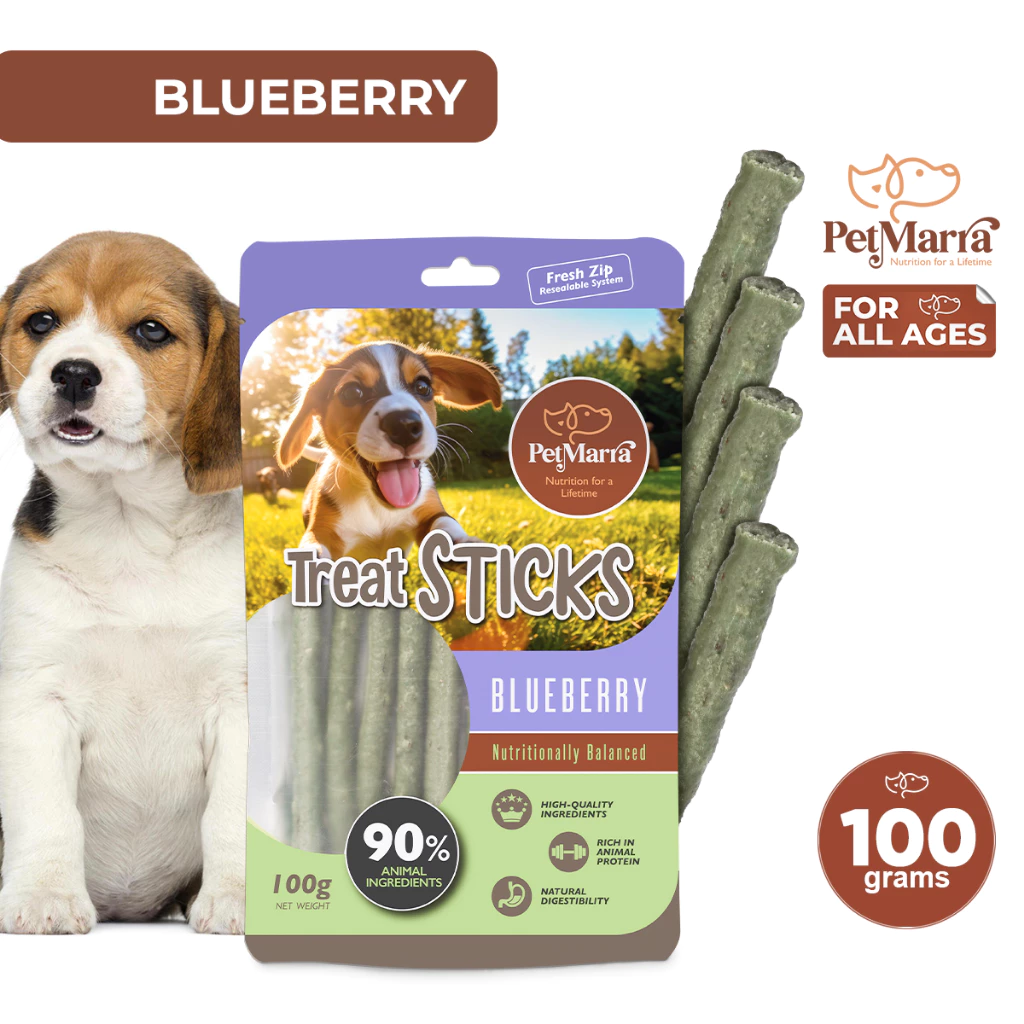 BLUEBERRY
PetMarra
Nutrition for a Lifetime
FOR
ALL AGES
Fresh Zip
Resealable System
PetMarra
Nutrition for a
Lifetime
Treat STICKS
BLUEBERRY
Nutritionally Balanced
HIGH-QUALITY
INGREDIENTS
RICH IN
ANIMAL
PROTEIN
NATURAL
DIGESTIBILITY
90%
ANIMAL
INGREDIENTS
100g
NET WEIGHT
100
grams